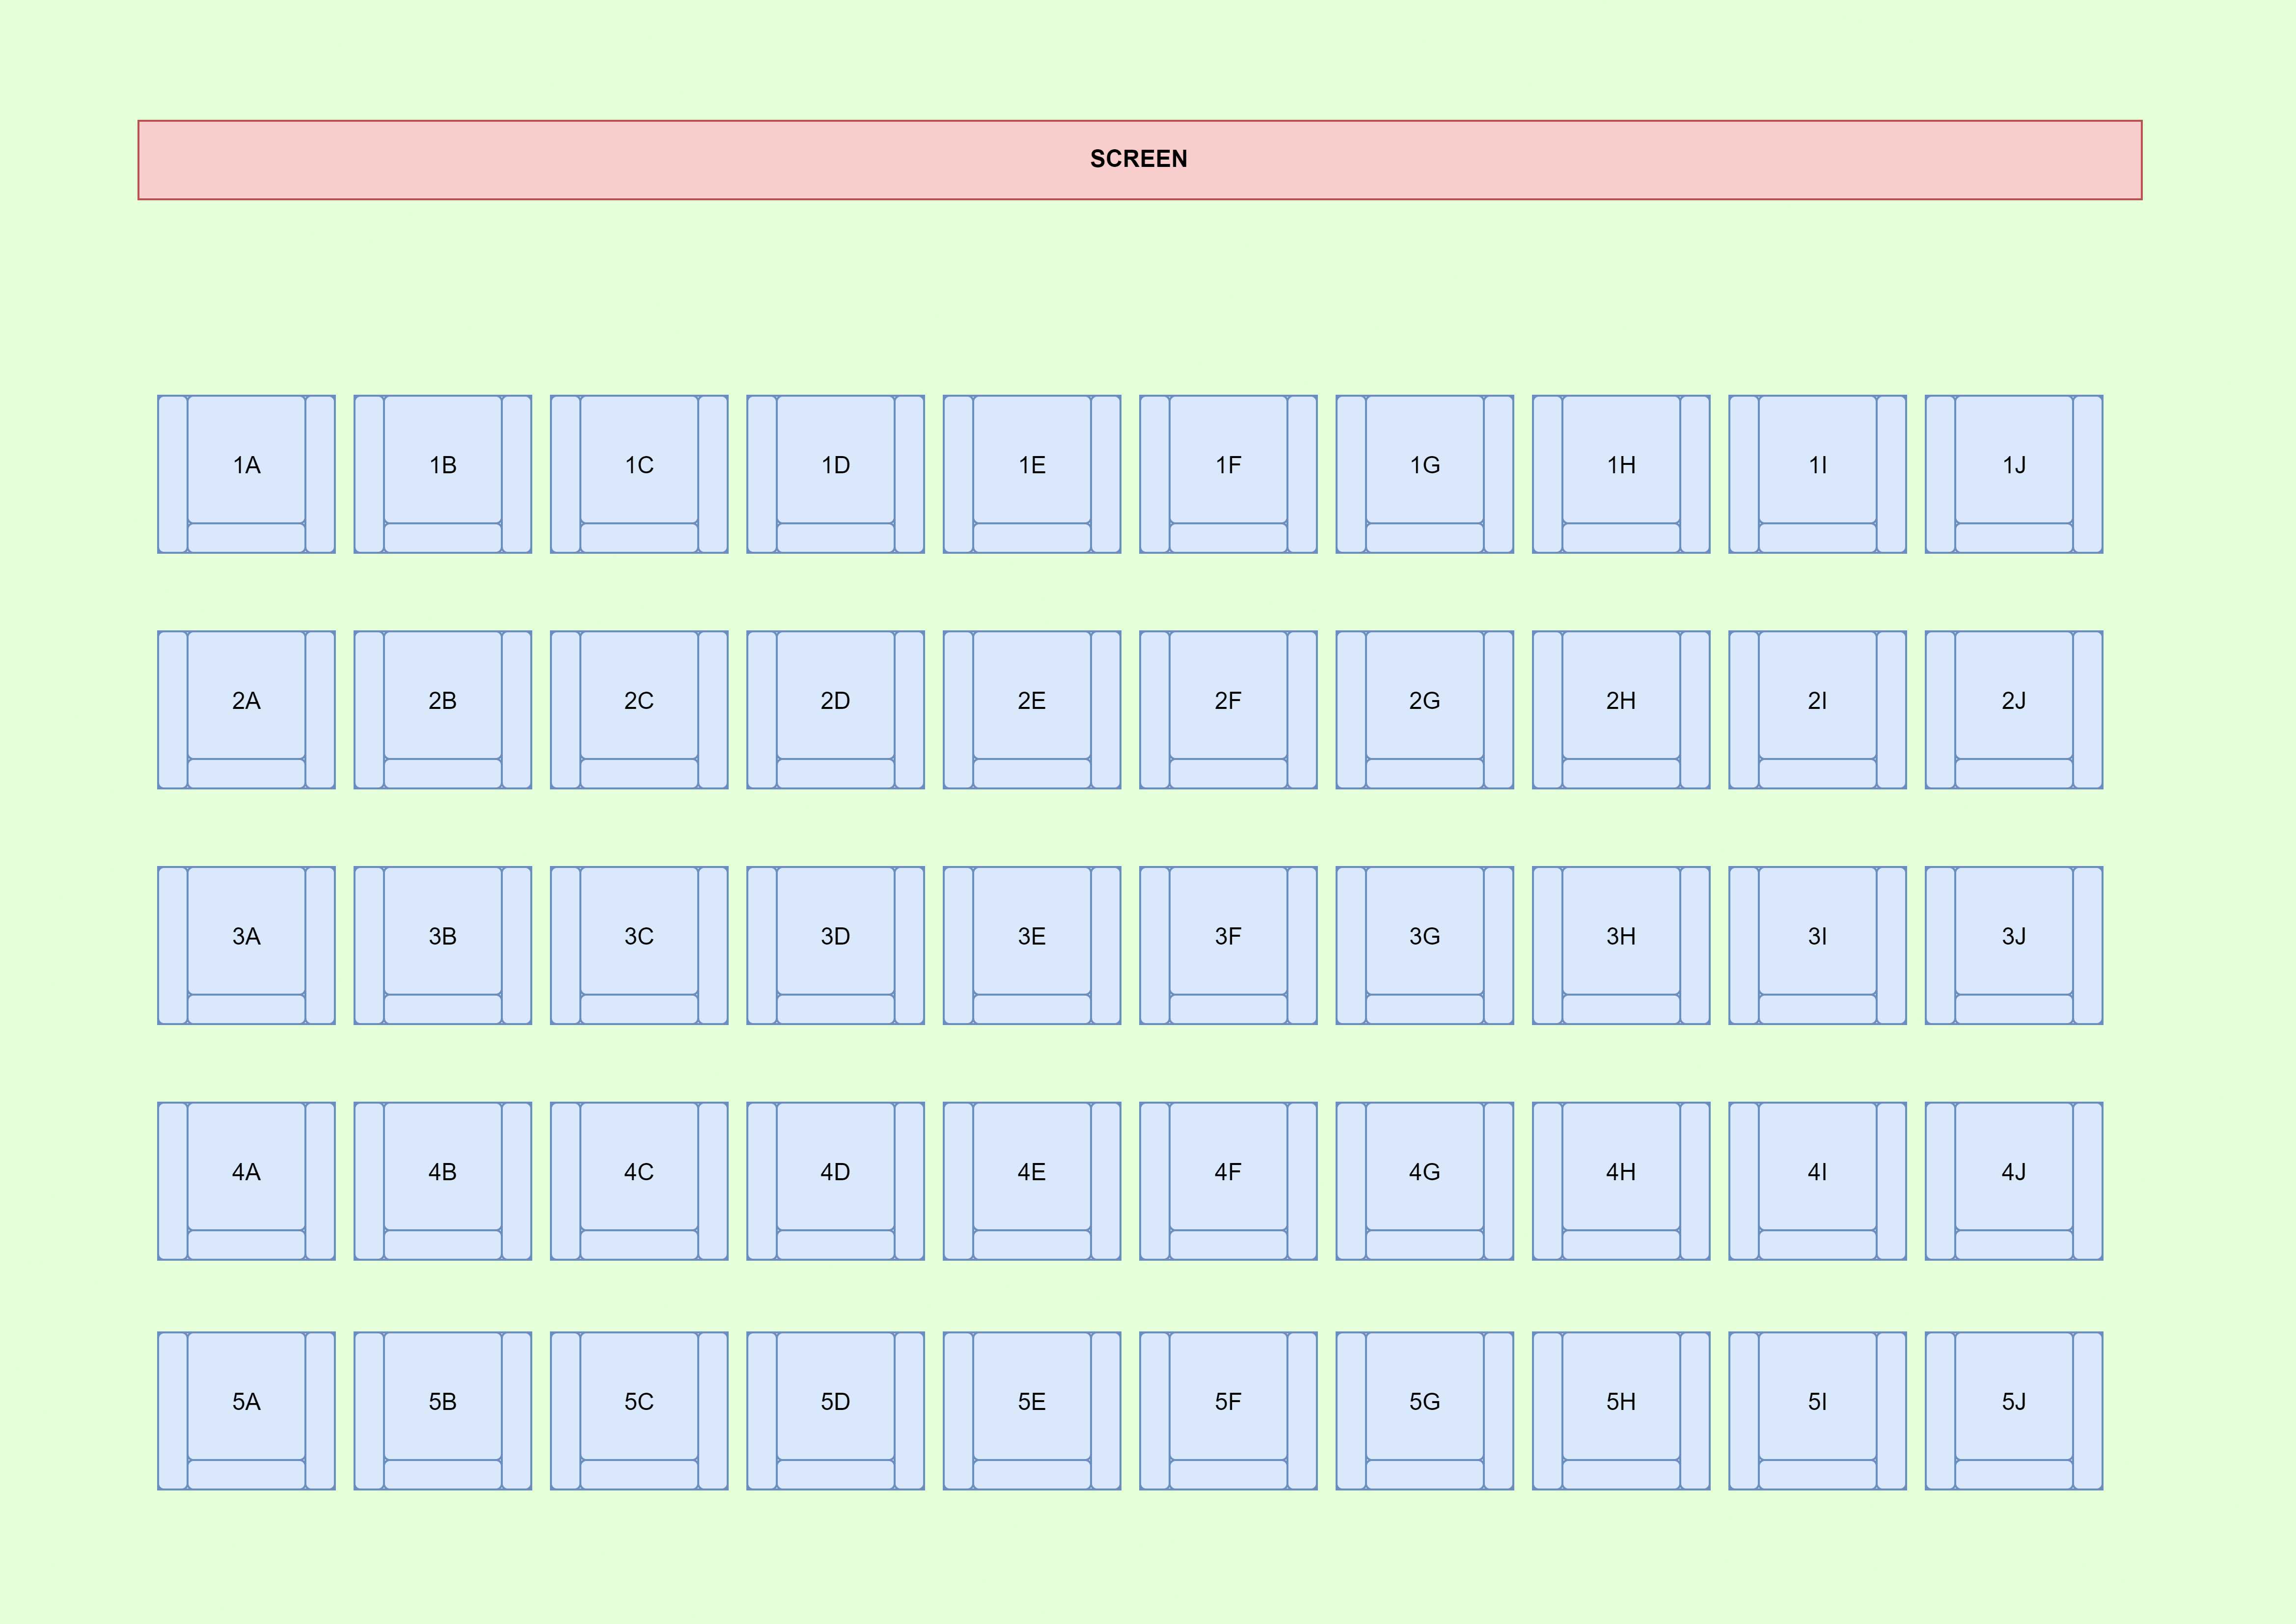 SCREEN
1A 1B 1C 1D 1E 1F 1G 1H 1I 1J
2A 2B 2C 2D 2E 2F 2G 2H 2I 2J
3A 3B 3C 3D 3E 3F 3G 3H 3I 3J
4A 4B 4C 4D 4E 4F 4G 4H 4I 4J
5A 5B 5C 5D 5E 5F 5G 5H 5I 5J